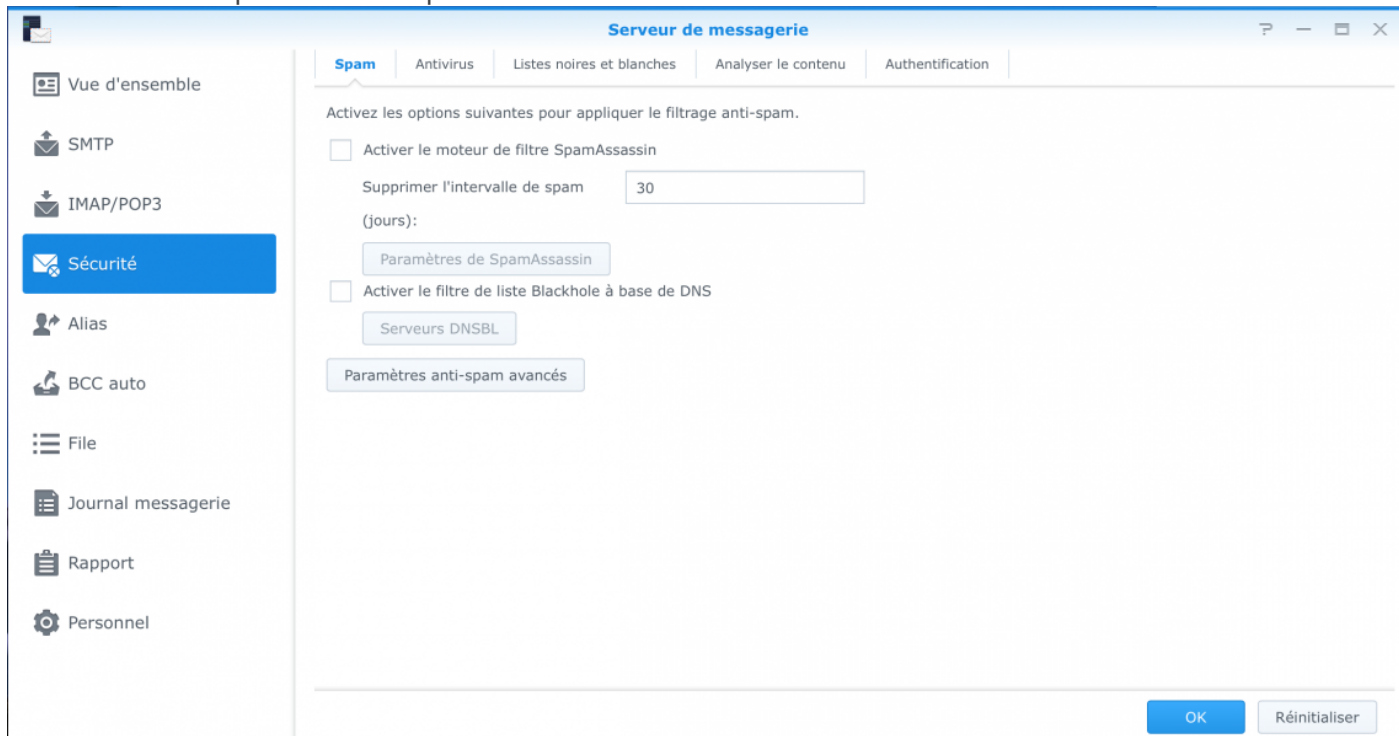 Serveur de messagerie
Vue d'ensemble
SMTP
IMAP/POP3
Sécurité
Alias
BCC auto
File
Journal messagerie
Rapport
Personnel
Spam Antivirus Listes noires et blanches Analyser le contenu Authentification
Activez les options suivantes pour appliquer le filtrage anti-spam.
Activer le moteur de filtre SpamAssassin
Supprimer l'intervalle de spam 30
(jours):
Paramètres de SpamAssassin
Activer le filtre de liste Blackhole à base de DNS
Serveurs DNSBL
Paramètres anti-spam avancés
OK Réinitialiser